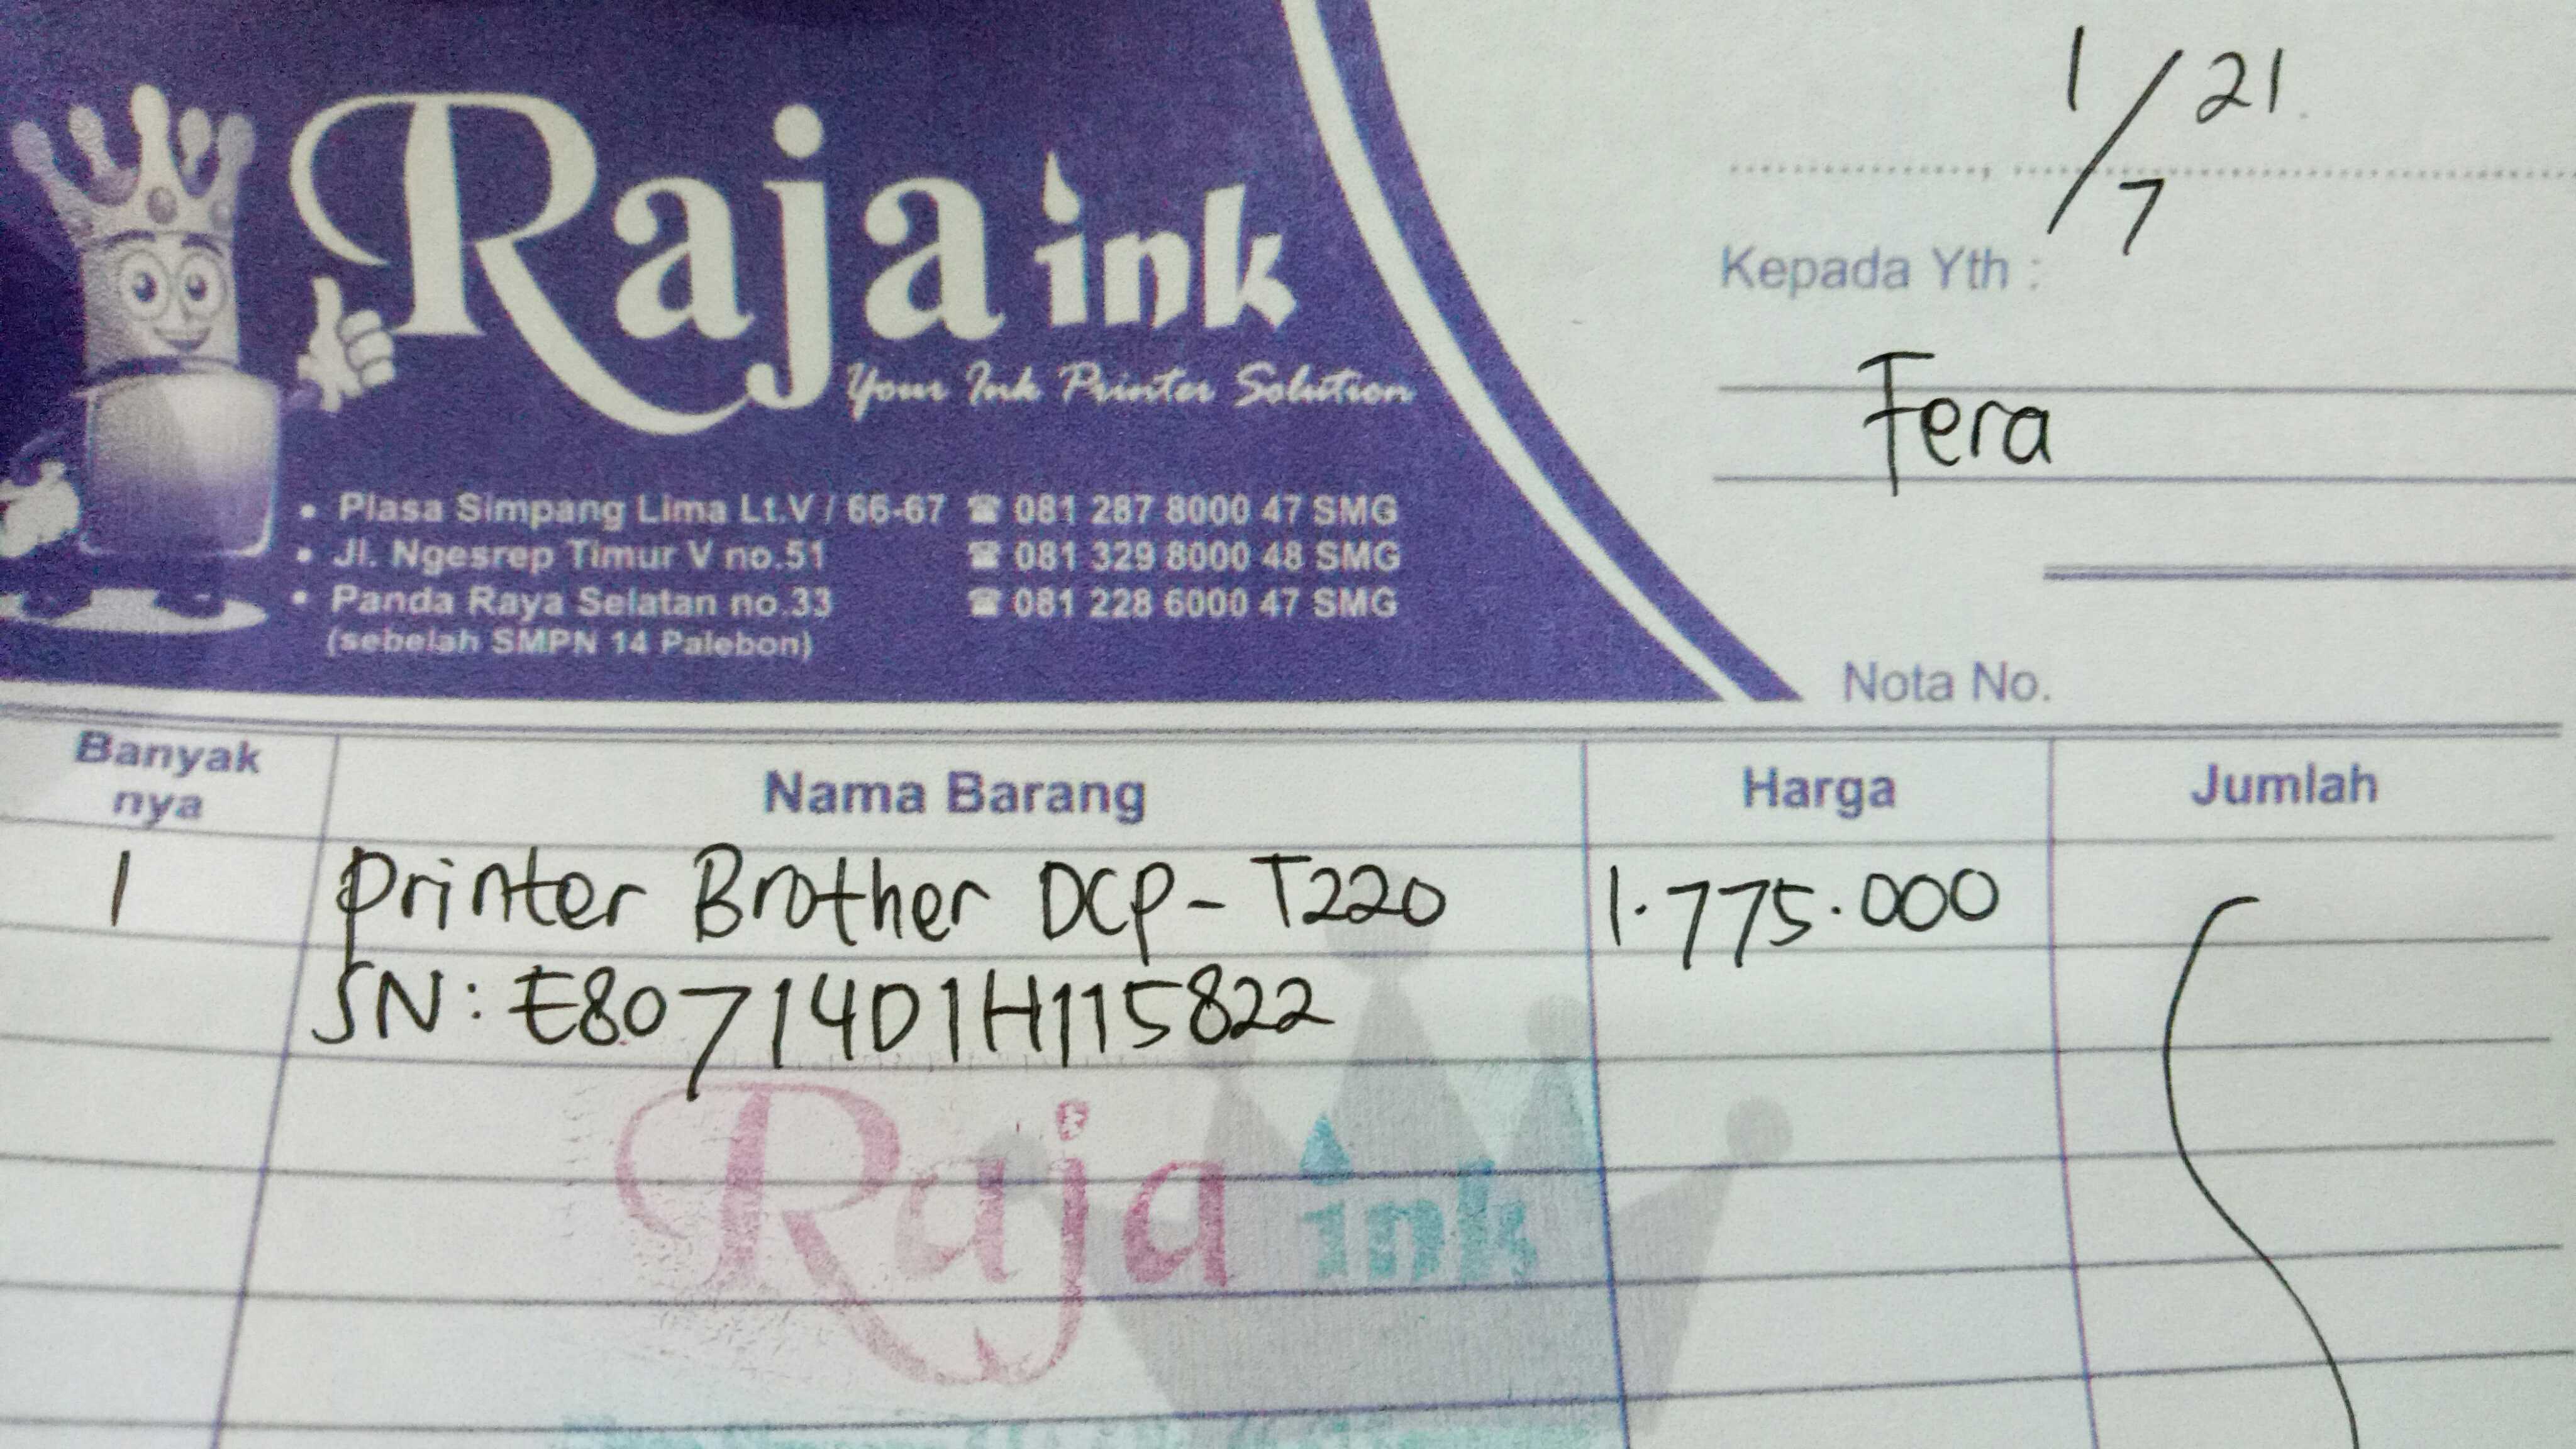 Raja ink
Your Ink Printer Solution
• Plasa Simpang Lima Lt.V / 66-67 ☎ 081 287 8000 47 SMG
• Jl. Ngesrep Timur V no.51 ☎ 081 329 8000 48 SMG
• Panda Raya Selatan no.33 ☎ 081 228 6000 47 SMG
(sebelah SMPN 14 Palebon)
1/7 21
Kepada Yth :
Fera
Nota No.
Banyak nya Nama Barang Harga Jumlah
1 Printer Brother DCP-T220 1.775.000
SN: E80714D1H115822
Raja ink